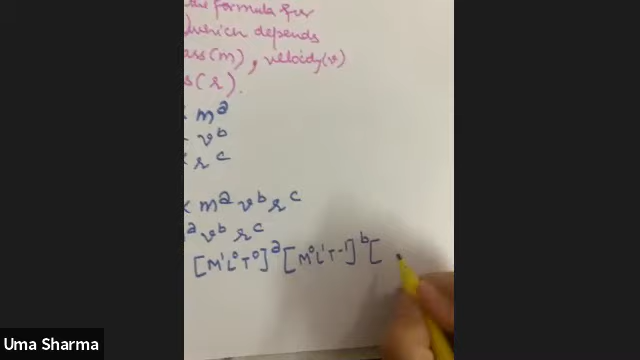 the formula for
which depends
ass(m), velocity(v)
s(r).
∝ m^a
∝ v^b
∝ r^c
∝ m^a v^b r^c
^a v^b r^c
[M^1 L^0 T^0]^a [M^0 L^1 T^-1]^b [
Uma Sharma